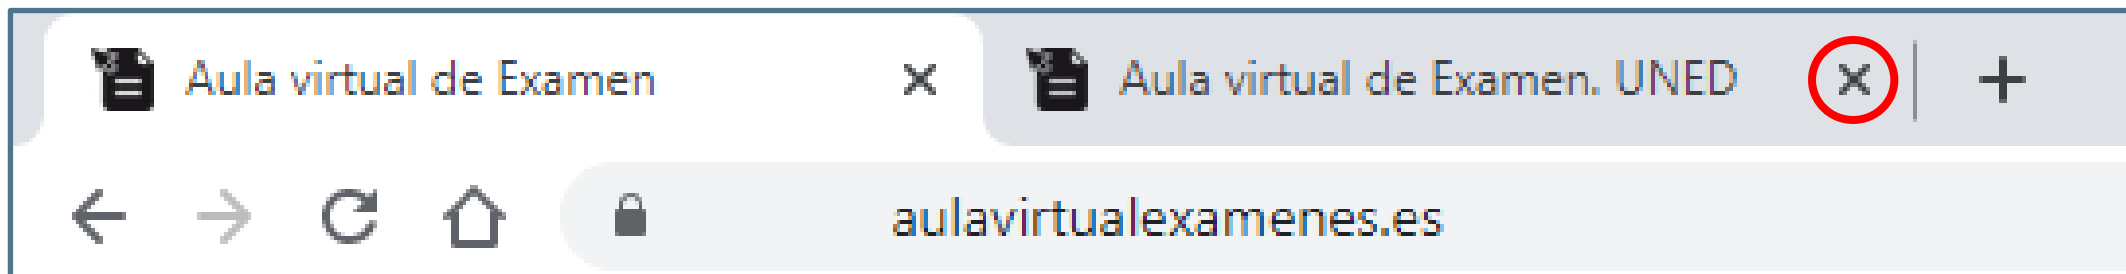 Aula virtual de Examen
Aula virtual de Examen. UNED
aulavirtualexamenes.es